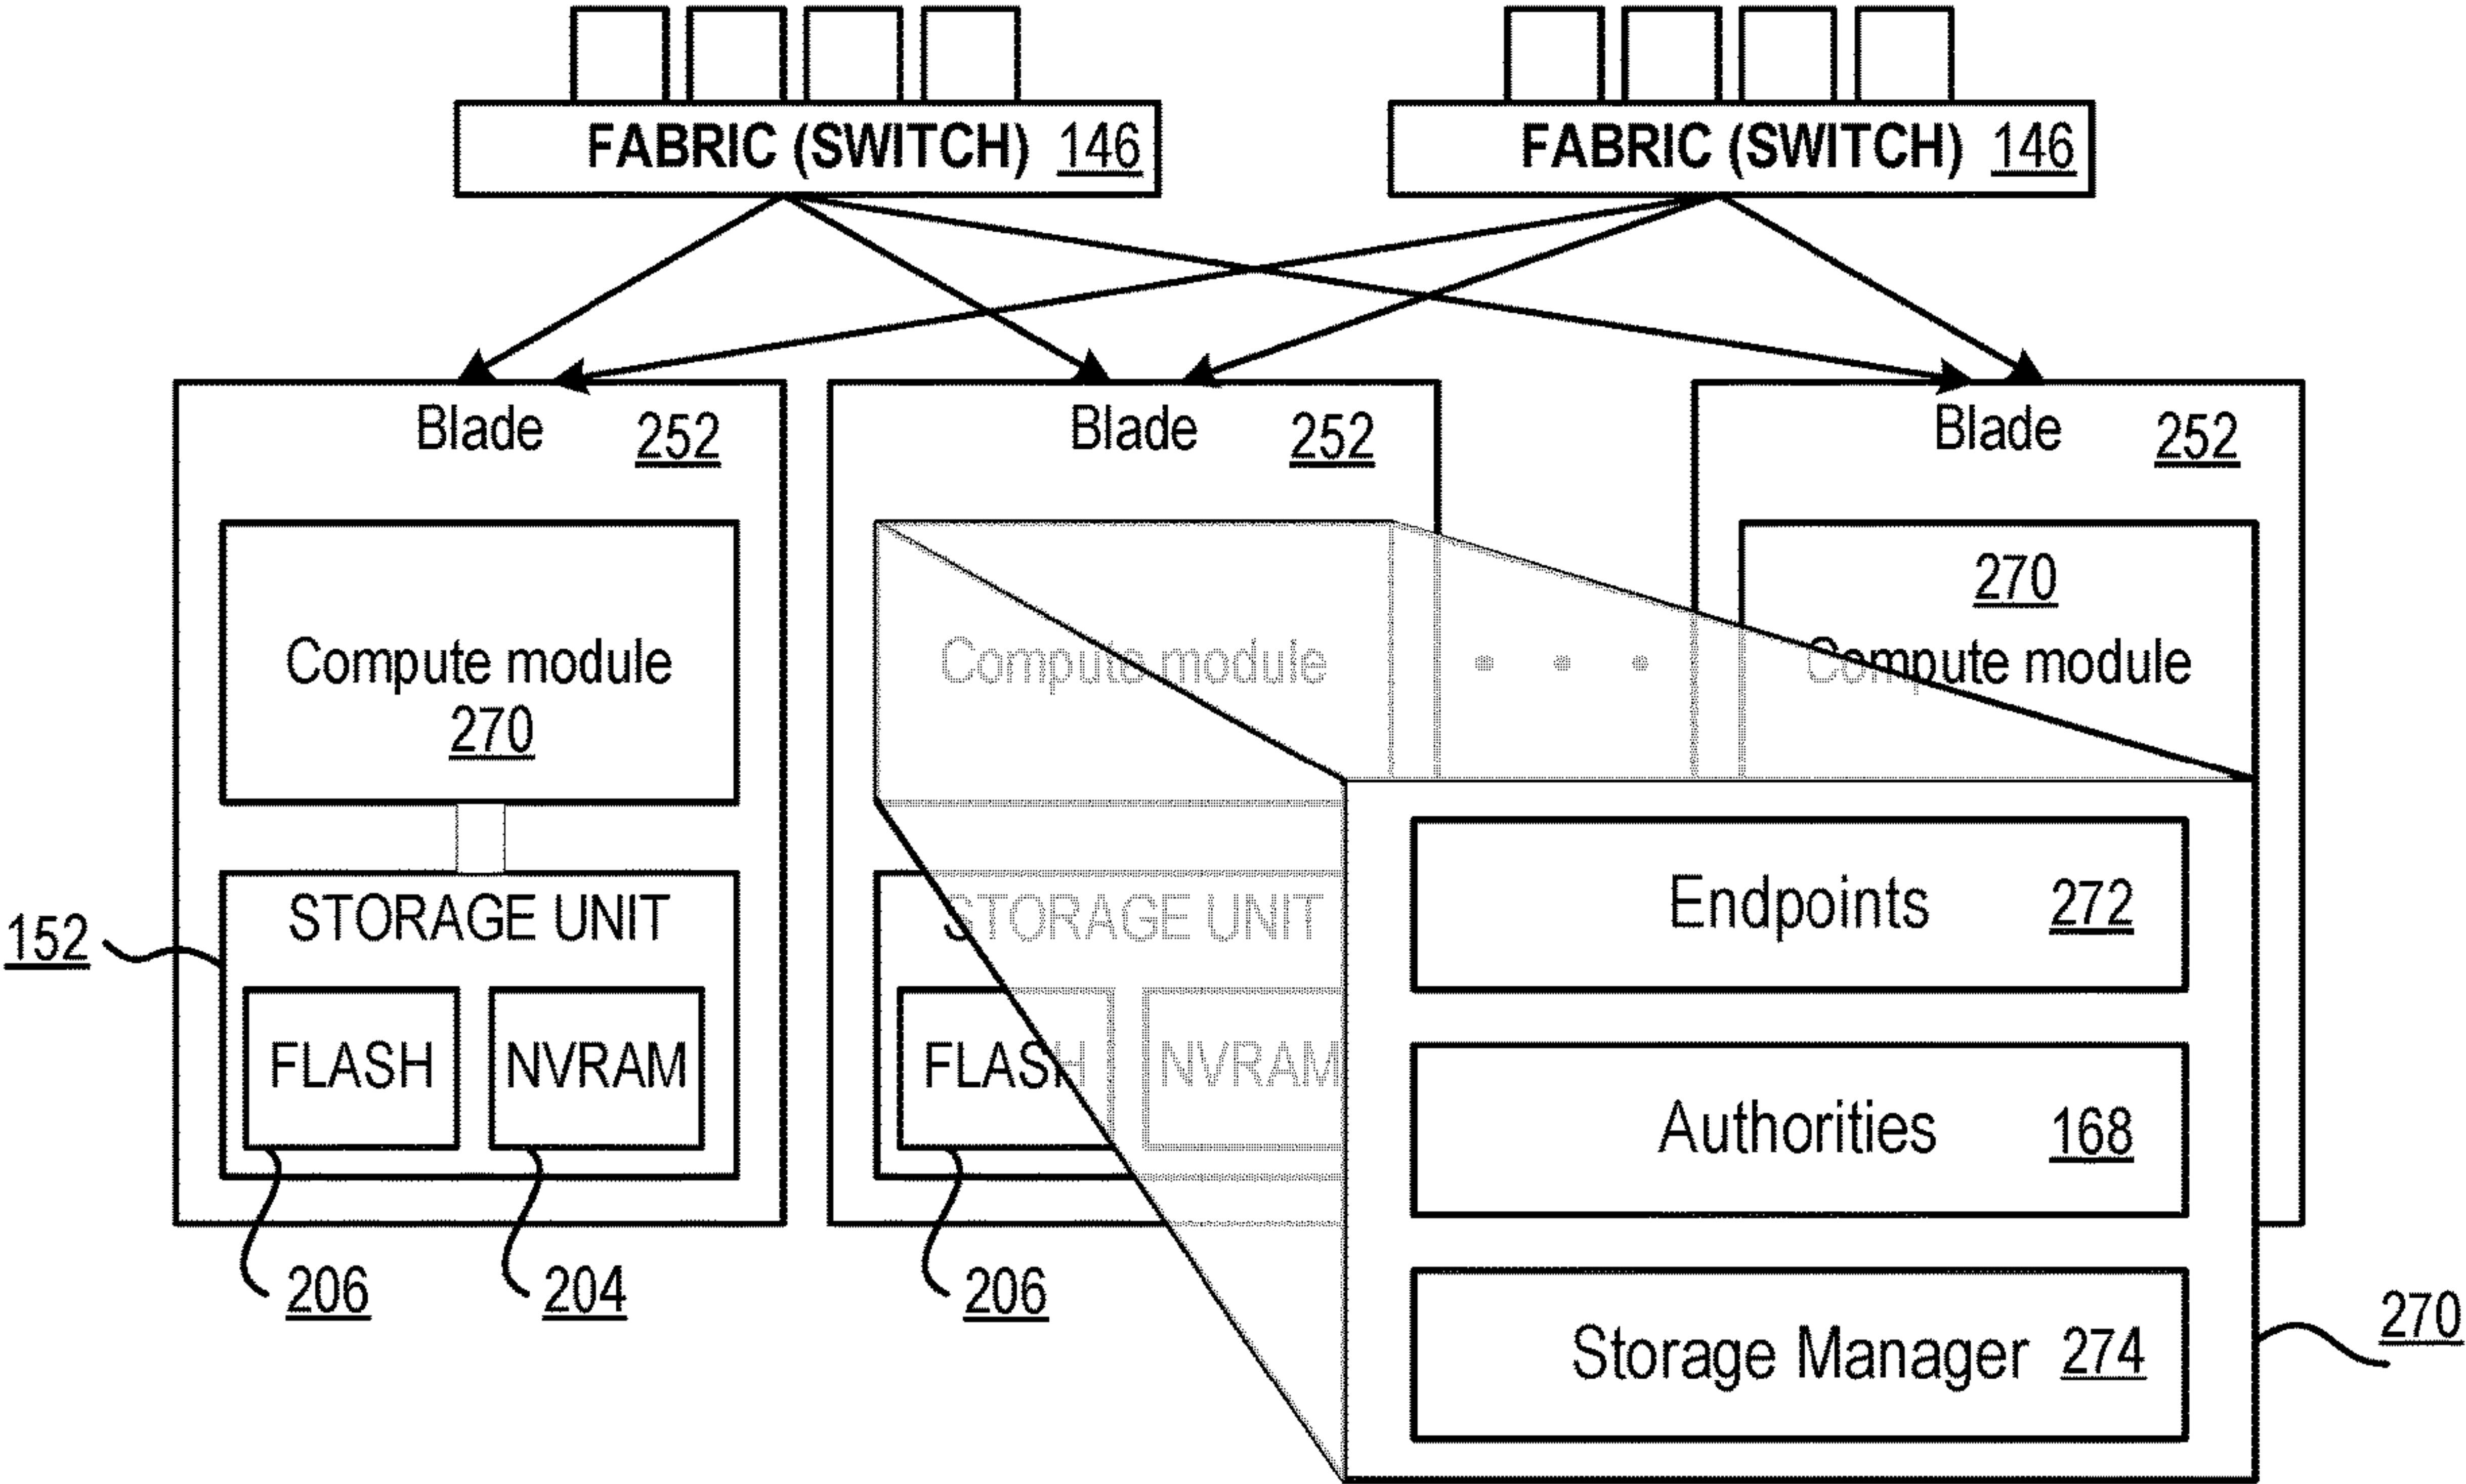 FABRIC (SWITCH) 146
FABRIC (SWITCH) 146
Blade 252
Blade 252
Blade 252
Compute module
270
Compute module
270
Compute module
STORAGE UNIT
152
FLASH
NVRAM
206
204
STORAGE UNIT
FLASH
NVRAM
206
Endpoints 272
Authorities 168
Storage Manager 274
270